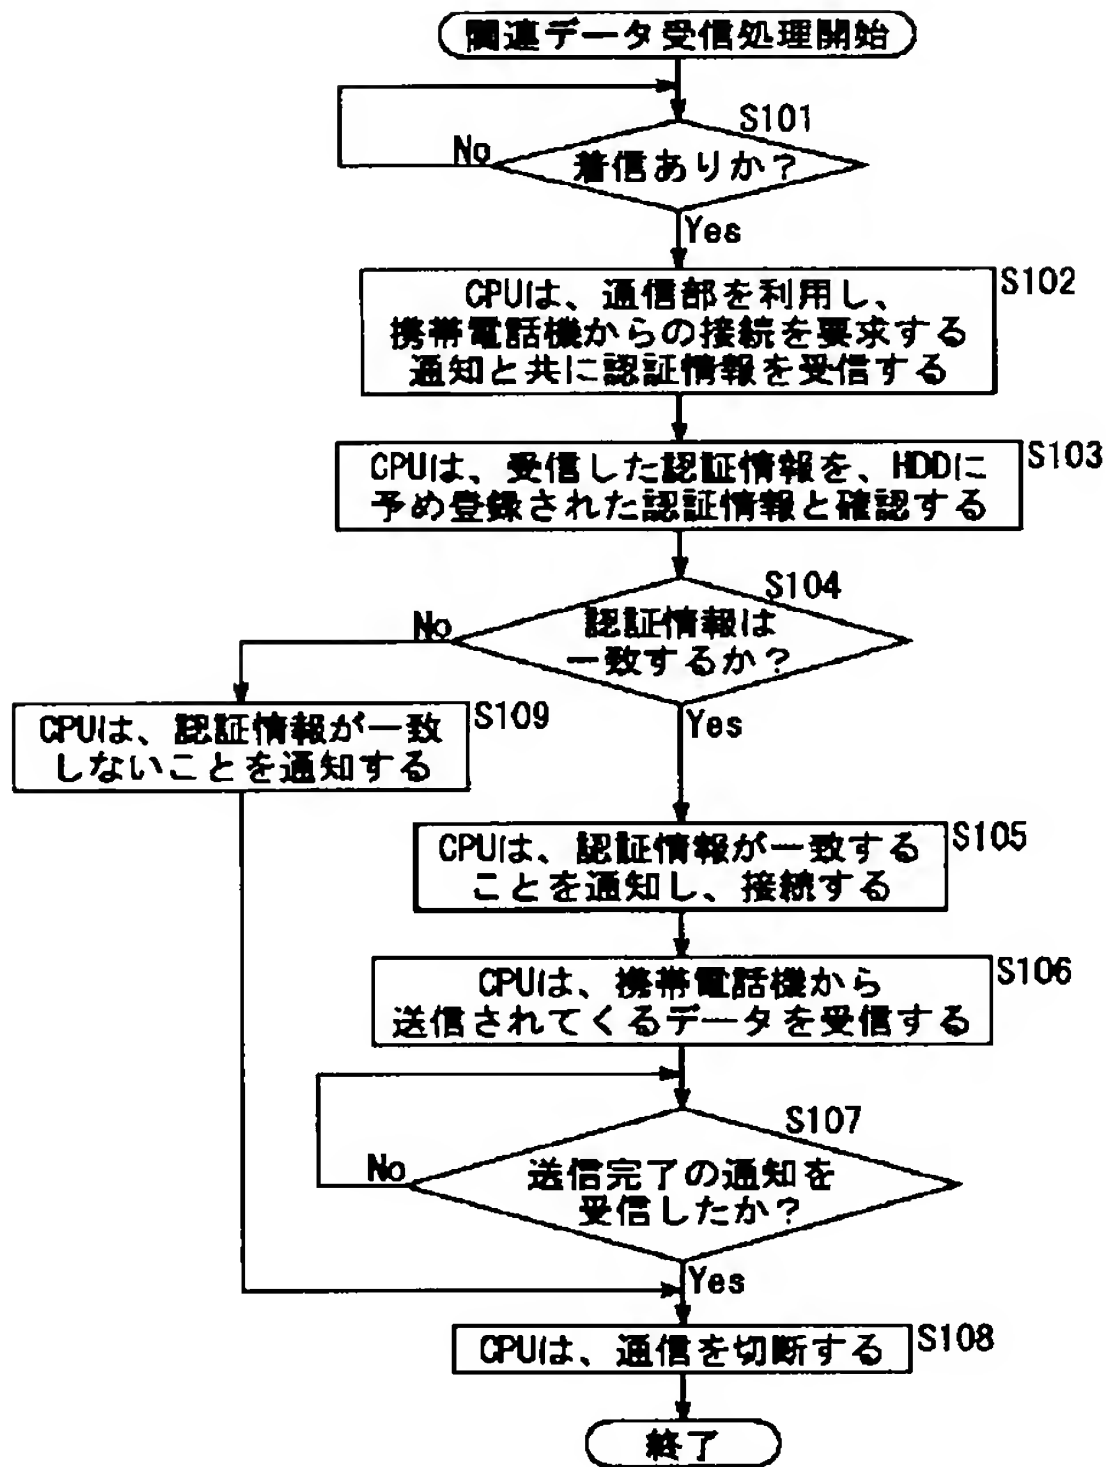 関連データ受信処理開始
S101
No
着信ありか?
Yes
S102
CPUは、通信部を利用し、
携帯電話機からの接続を要求する
通知と共に認証情報を受信する
S103
CPUは、受信した認証情報を、HDDに
予め登録された認証情報と確認する
S104
No
認証情報は
一致するか?
Yes
S109
CPUは、認証情報が一致
しないことを通知する
S105
CPUは、認証情報が一致する
ことを通知し、接続する
S106
CPUは、携帯電話機から
送信されてくるデータを受信する
S107
No
送信完了の通知を
受信したか?
Yes
S108
CPUは、通信を切断する
終了